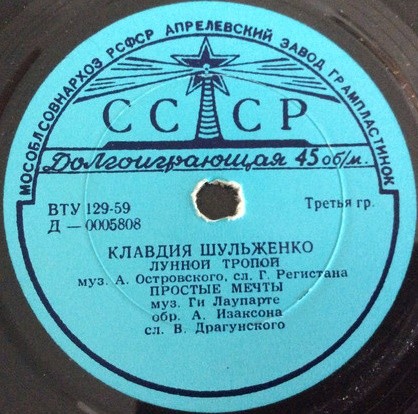 МОСОБЛСОВНАРХОЗ РСФСР АПРЕЛЕВСКИЙ ЗАВОД ГРАМПЛАСТИНОК
СССР
Долгоиграющая 45 об/м.
ВТУ 129-59
Д — 0005808
Третья гр.
КЛАВДИЯ ШУЛЬЖЕНКО
ЛУННОЙ ТРОПОЙ
муз. А. Островского, сл. Г. Регистана
ПРОСТЫЕ МЕЧТЫ
муз. Ги Лаупарте
обр. А. Изаксона
сл. В. Драгунского